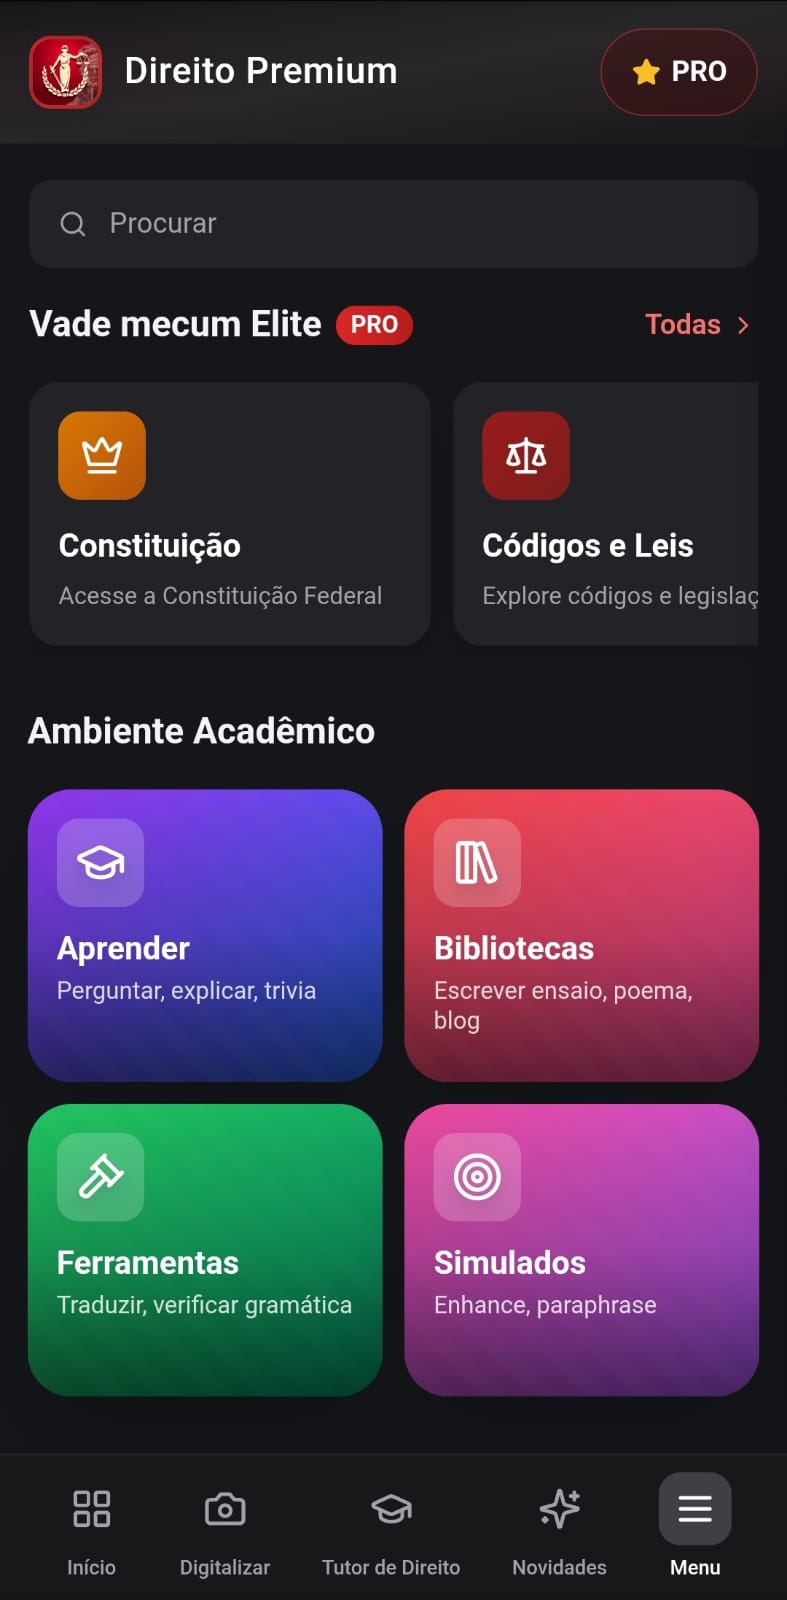 Direito Premium
PRO
Procurar
Vade mecum Elite PRO
Todas
Constituição
Acesse a Constituição Federal
Códigos e Leis
Explore códigos e legislaç
Ambiente Acadêmico
Aprender
Perguntar, explicar, trivia
Bibliotecas
Escrever ensaio, poema,
blog
Ferramentas
Traduzir, verificar gramática
Simulados
Enhance, paraphrase
Início
Digitalizar
Tutor de Direito
Novidades
Menu